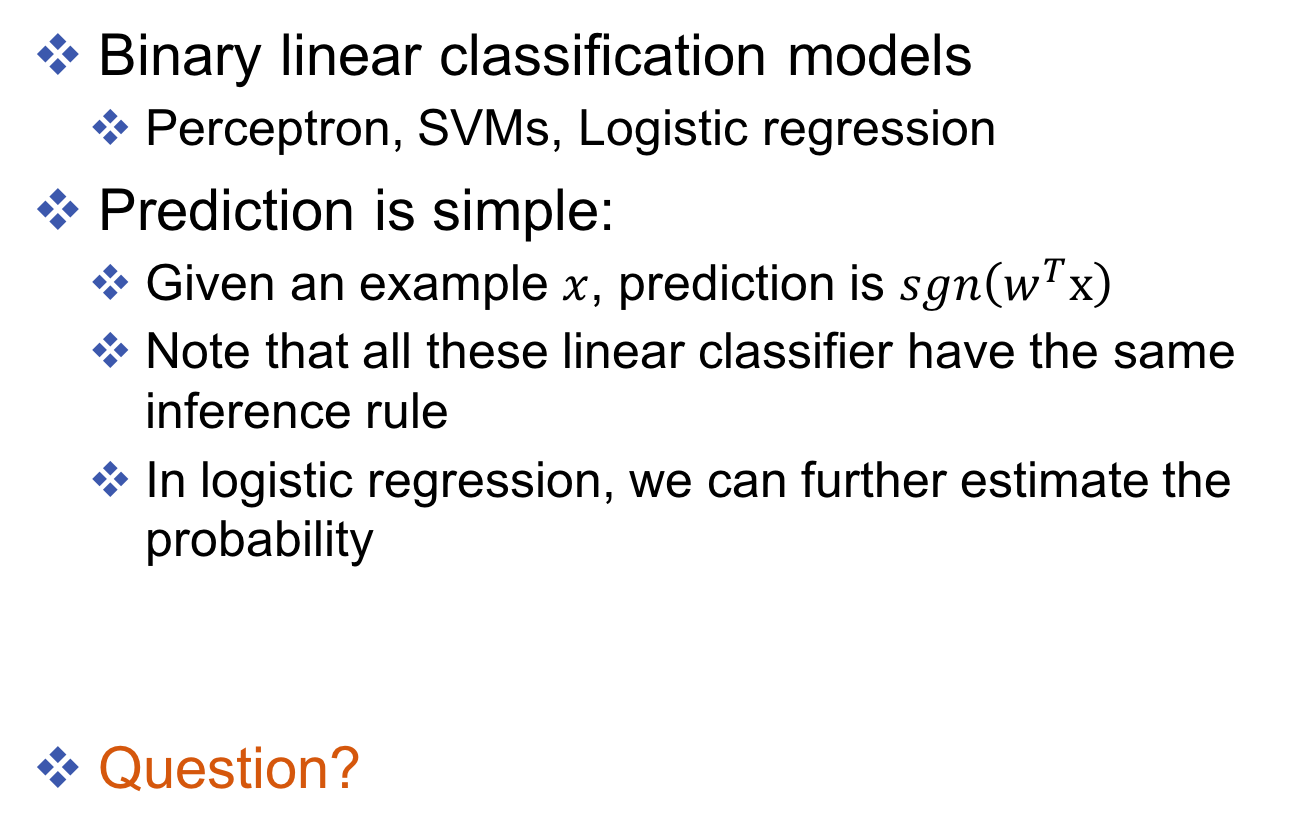 ❖ Binary linear classification models
❖ Perceptron, SVMs, Logistic regression
❖ Prediction is simple:
❖ Given an example 𝑥, prediction is 𝑠𝑔𝑛(𝑤ᵀx)
❖ Note that all these linear classifier have the same
inference rule
❖ In logistic regression, we can further estimate the
probability
❖ Question?